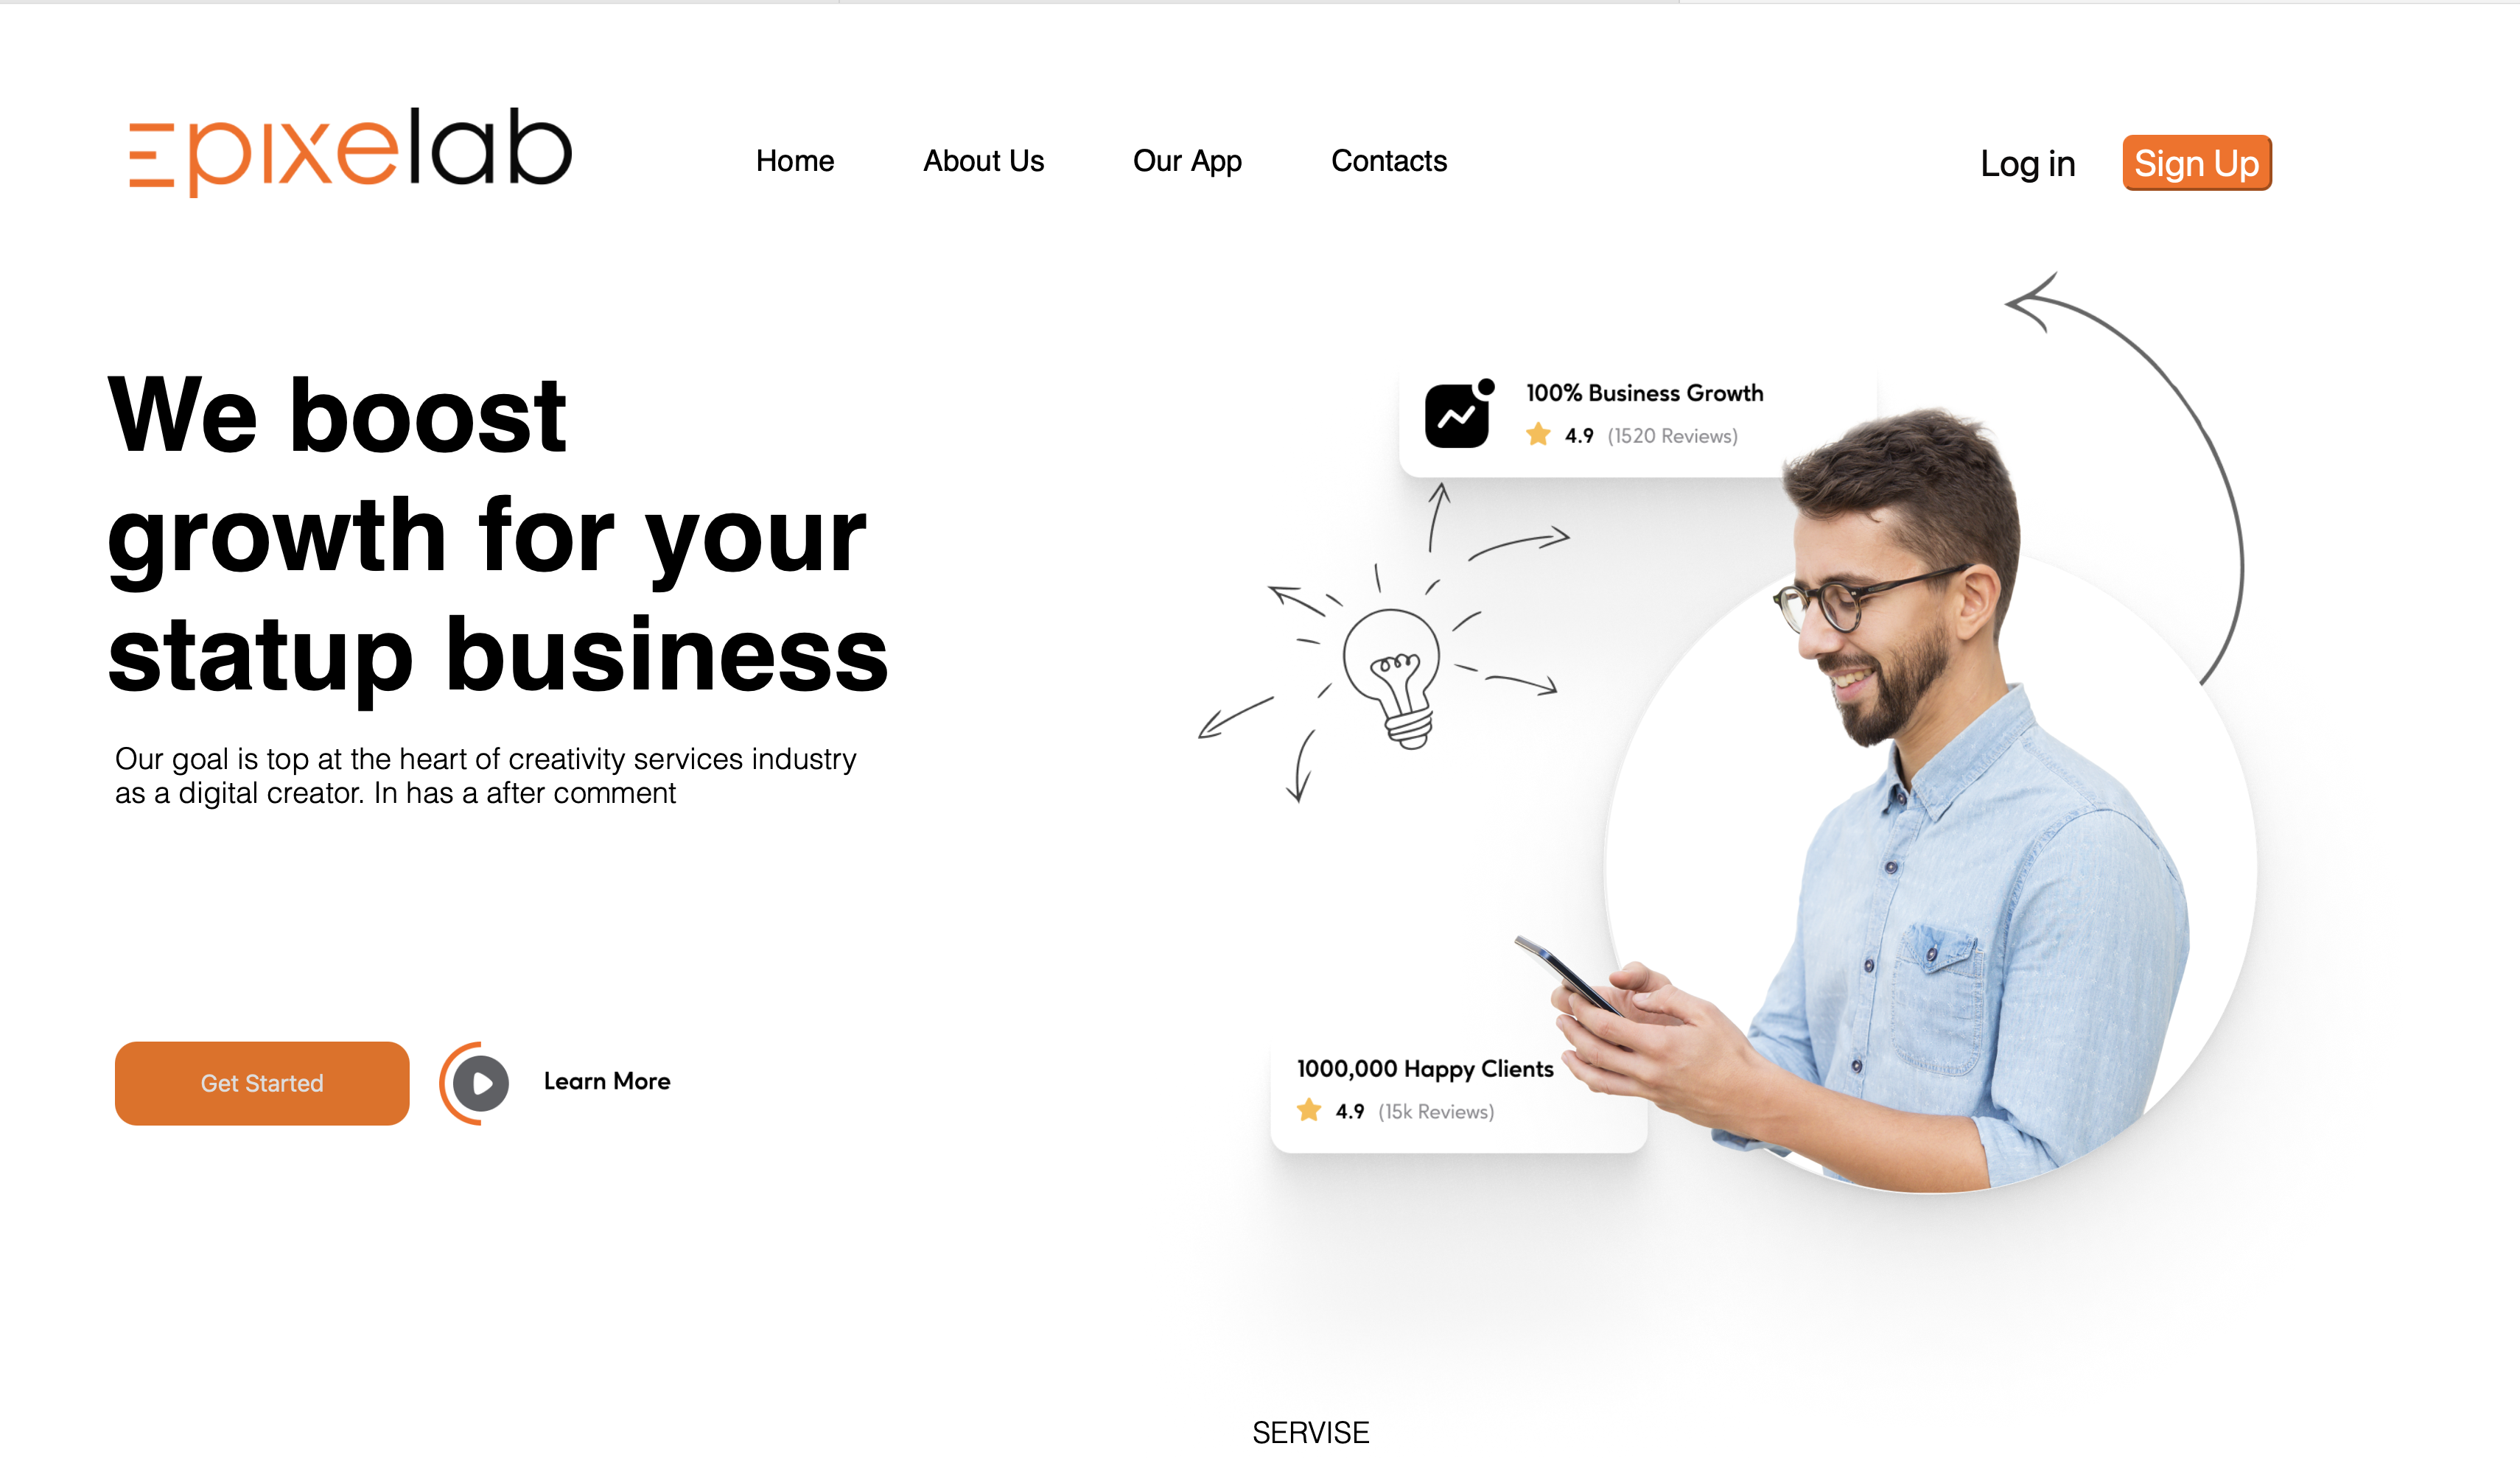 Epixelab
Home
About Us
Our App
Contacts
Log in
Sign Up
We boost
growth for your
statup business
Our goal is top at the heart of creativity services industry
as a digital creator. In has a after comment
Get Started
Learn More
100% Business Growth
4.9 (1520 Reviews)
1000,000 Happy Clients
4.9 (15k Reviews)
SERVISE